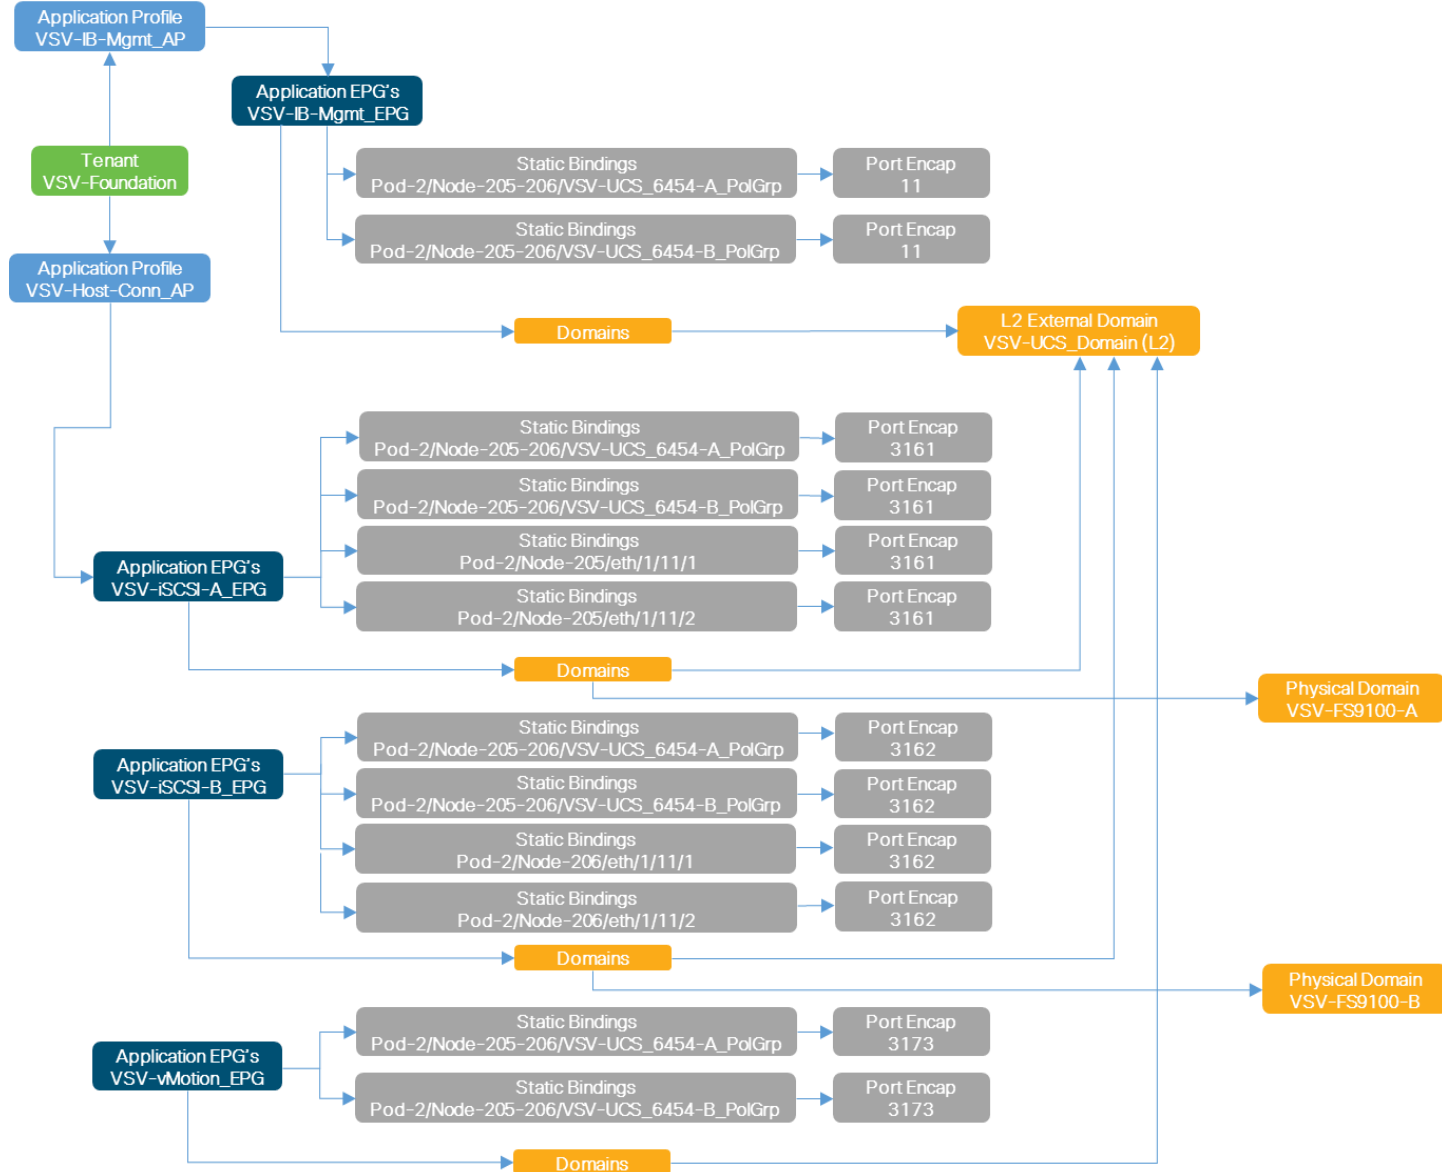 Application Profile
VSV-IB-Mgmt_AP
Application EPG's
VSV-IB-Mgmt_EPG
Tenant
VSV-Foundation
Static Bindings
Pod-2/Node-205-206/VSV-UCS_6454-A_PolGrp
Port Encap
11
Static Bindings
Pod-2/Node-205-206/VSV-UCS_6454-B_PolGrp
Port Encap
11
Application Profile
VSV-Host-Conn_AP
Domains
L2 External Domain
VSV-UCS_Domain (L2)
Static Bindings
Pod-2/Node-205-206/VSV-UCS_6454-A_PolGrp
Port Encap
3161
Static Bindings
Pod-2/Node-205-206/VSV-UCS_6454-B_PolGrp
Port Encap
3161
Application EPG's
VSV-iSCSI-A_EPG
Static Bindings
Pod-2/Node-205/eth/1/11/1
Port Encap
3161
Static Bindings
Pod-2/Node-205/eth/1/11/2
Port Encap
3161
Domains
Physical Domain
VSV-FS9100-A
Static Bindings
Pod-2/Node-205-206/VSV-UCS_6454-A_PolGrp
Port Encap
3162
Application EPG's
VSV-iSCSI-B_EPG
Static Bindings
Pod-2/Node-205-206/VSV-UCS_6454-B_PolGrp
Port Encap
3162
Static Bindings
Pod-2/Node-206/eth/1/11/1
Port Encap
3162
Static Bindings
Pod-2/Node-206/eth/1/11/2
Port Encap
3162
Domains
Physical Domain
VSV-FS9100-B
Static Bindings
Pod-2/Node-205-206/VSV-UCS_6454-A_PolGrp
Port Encap
3173
Application EPG's
VSV-vMotion_EPG
Static Bindings
Pod-2/Node-205-206/VSV-UCS_6454-B_PolGrp
Port Encap
3173
Domains